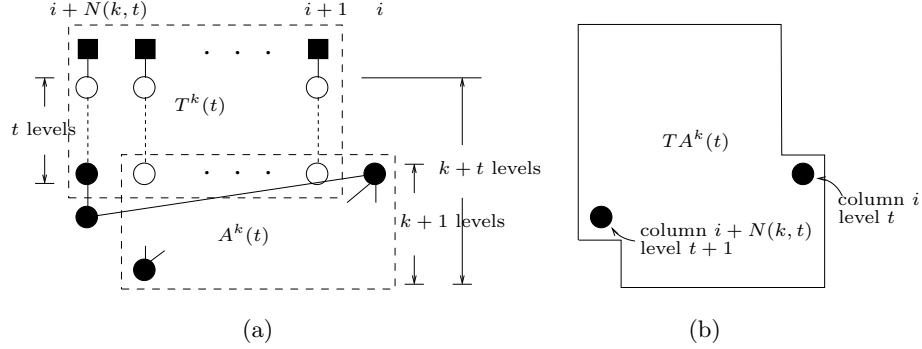 i + N(k, t) i + 1 i
· · ·
T^k(t)
t levels
· · ·
k + t levels
k + 1 levels
A^k(t)
TA^k(t)
column i
level t
column i + N(k, t)
level t + 1
(a) (b)